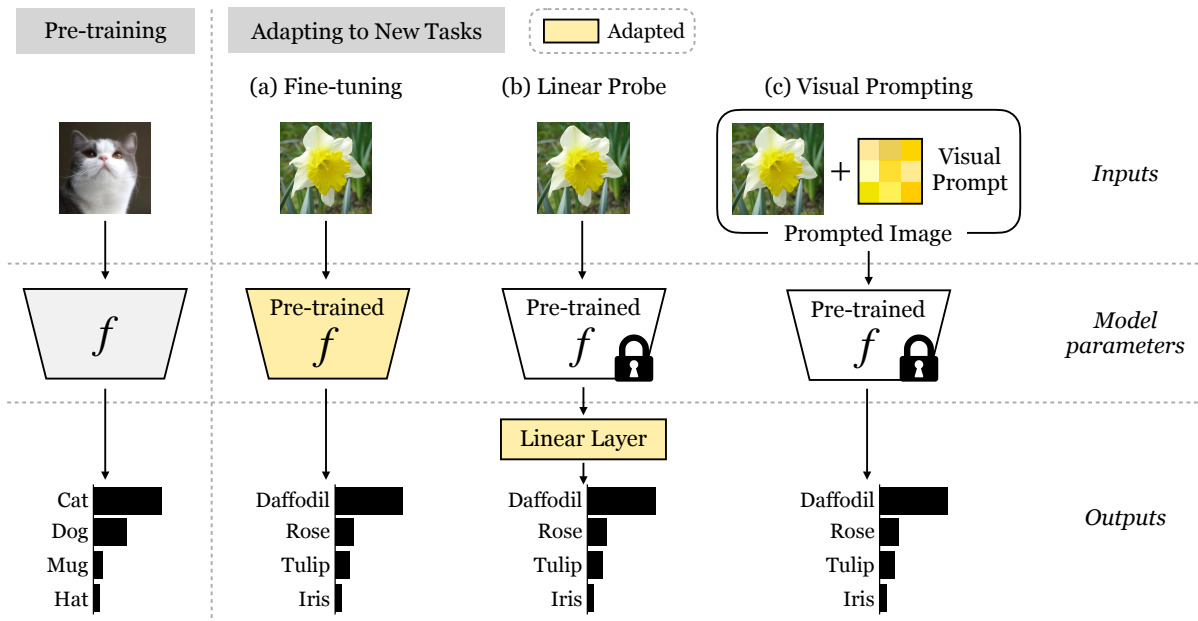 Pre-training
Adapting to New Tasks
Adapted
(a) Fine-tuning
(b) Linear Probe
(c) Visual Prompting
+
Visual
Prompt
Prompted Image
Inputs
f
Pre-trained
f
Pre-trained
f
Pre-trained
f
Model
parameters
Linear Layer
Cat
Dog
Mug
Hat
Daffodil
Rose
Tulip
Iris
Daffodil
Rose
Tulip
Iris
Daffodil
Rose
Tulip
Iris
Outputs